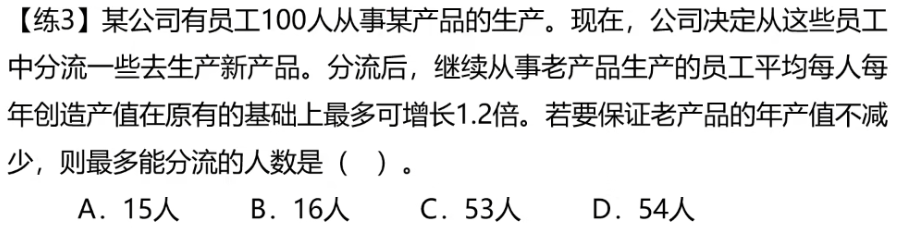 【练3】某公司有员工100人从事某产品的生产。现在，公司决定从这些员工
中分流一些去生产新产品。分流后，继续从事老产品生产的员工平均每人每
年创造产值在原有的基础上最多可增长1.2倍。若要保证老产品的年产值不减
少，则最多能分流的人数是（　）。
A．15人　　B．16人　　C．53人　　D．54人